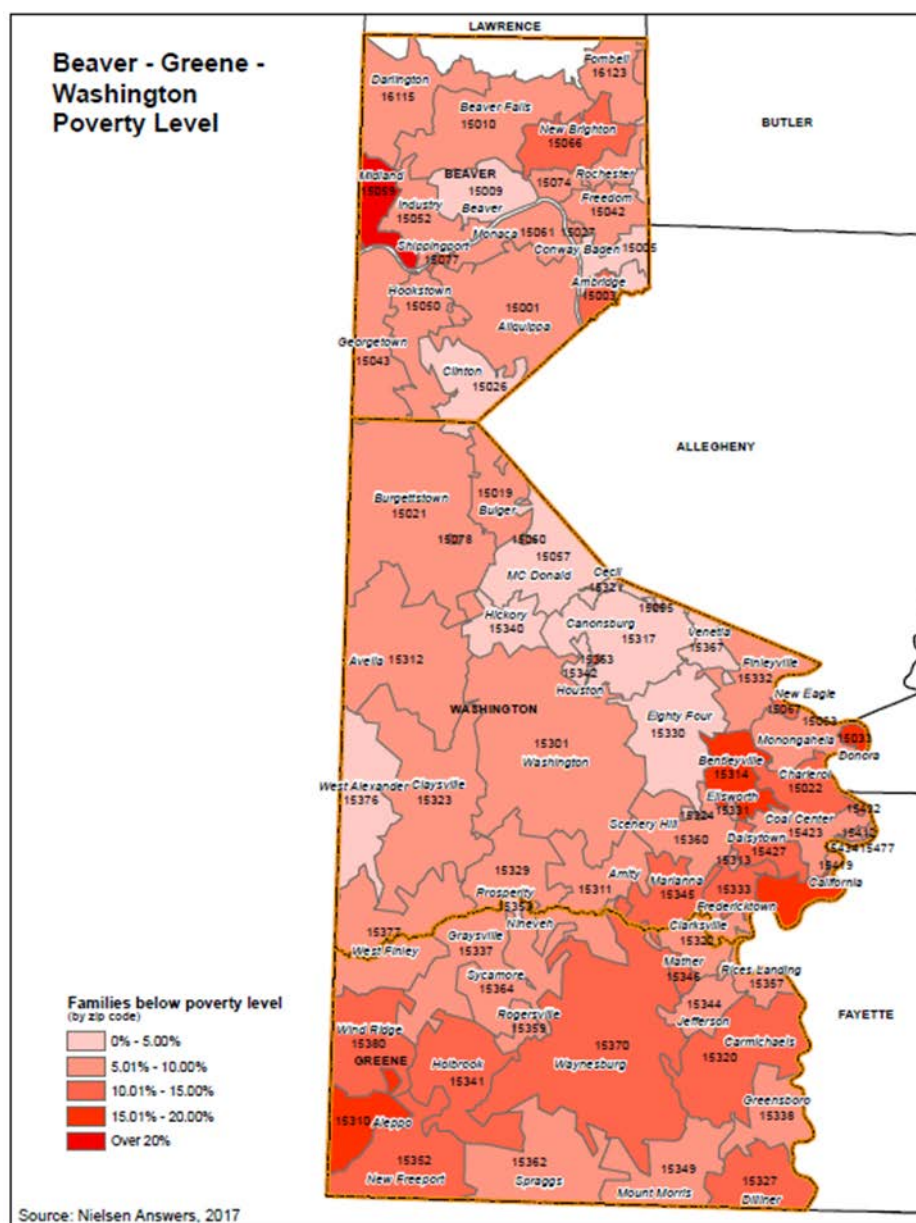 LAWRENCE
Beaver - Greene -
Washington
Poverty Level
Fombell
16123
Darlington
16115
Beaver Falls
15010
BUTLER
New Brighton
15066
Midland
15059
BEAVER
15009
Beaver
15074
Rochester
Freedom
15042
Industry
15052
Monaca
15061
15027
Shippingport
15077
Conway
Baden
15005
Ambridge
15003
Hookstown
15050
15001
Aliquippa
Georgetown
15043
Clinton
15026
ALLEGHENY
15019
Bulger
Burgettstown
15021
15078
15060
15057
MC Donald
Cecil
15321
15055
Hickory
15340
Canonsburg
15317
Venetia
15367
Avella
15312
15363
15342
Houston
Finleyville
15332
New Eagle
15067
15063
Monongahela
15033
Donora
WASHINGTON
Eighty Four
15330
15301
Washington
Bentleyville
15314
Charleroi
15022
West Alexander
15376
Claysville
15323
Ellsworth
15331
15324
Scenery Hill
15360
Coal Center
15423
15432
15412
15434
15477
15419
Daisytown
15427
15313
California
15329
Prosperity
15353
Amity
15311
Marianna
15345
15333
Fredericktown
Nineveh
Clarksville
15322
15377
West Finley
Graysville
15337
Mather
15346
Rices Landing
15357
Sycamore
15364
15344
Jefferson
FAYETTE
Families below poverty level
(by zip code)
0% - 5.00%
5.01% - 10.00%
10.01% - 15.00%
15.01% - 20.00%
Over 20%
Rogersville
15359
Wind Ridge
15380
GREENE
Holbrook
15341
15370
Waynesburg
Carmichaels
15320
Greensboro
15338
15310
Aleppo
15352
New Freeport
15362
Spraggs
15349
Mount Morris
15327
Dilliner
Source: Nielsen Answers, 2017